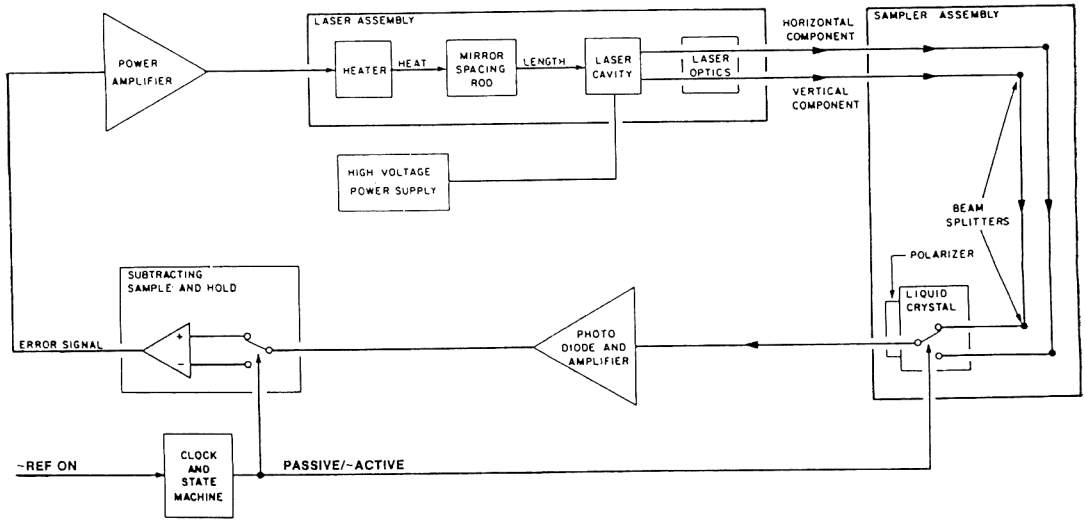 LASER ASSEMBLY
HORIZONTAL
COMPONENT
SAMPLER ASSEMBLY
POWER
AMPLIFIER
HEATER
HEAT
MIRROR
SPACING
ROD
LENGTH
LASER
CAVITY
LASER
OPTICS
VERTICAL
COMPONENT
HIGH VOLTAGE
POWER SUPPLY
BEAM
SPLITTERS
POLARIZER
LIQUID
CRYSTAL
SUBTRACTING
SAMPLE AND HOLD
+
−
ERROR SIGNAL
PHOTO
DIODE AND
AMPLIFIER
~REF ON
CLOCK
AND
STATE
MACHINE
PASSIVE/~ACTIVE